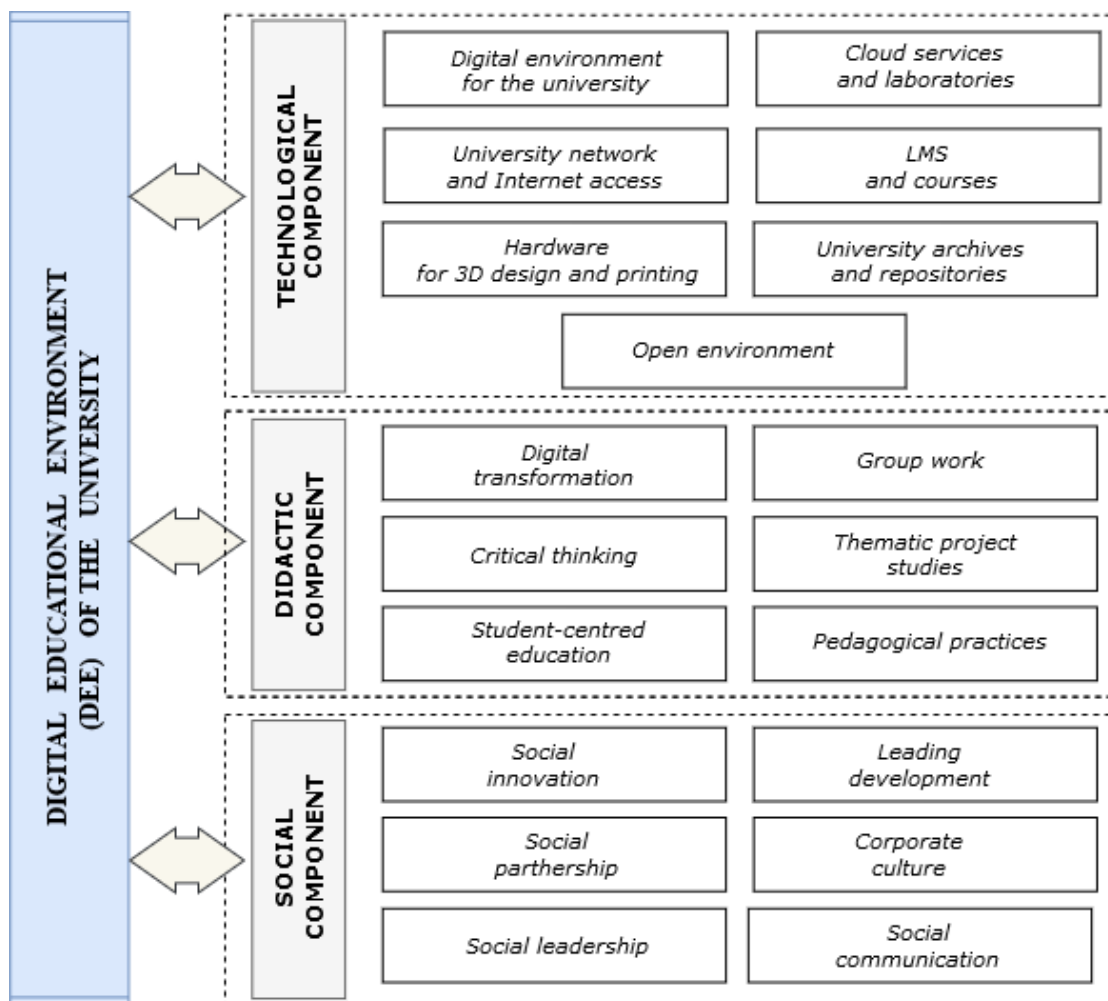 DIGITAL EDUCATIONAL ENVIRONMENT
(DEE) OF THE UNIVERSITY
TECHNOLOGICAL
COMPONENT
Digital environment
for the university
Cloud services
and laboratories
University network
and Internet access
LMS
and courses
Hardware
for 3D design and printing
University archives
and repositories
Open environment
DIDACTIC
COMPONENT
Digital
transformation
Group work
Critical thinking
Thematic project
studies
Student-centred
education
Pedagogical practices
SOCIAL
COMPONENT
Social
innovation
Leading
development
Social
parthership
Corporate
culture
Social leadership
Social
communication